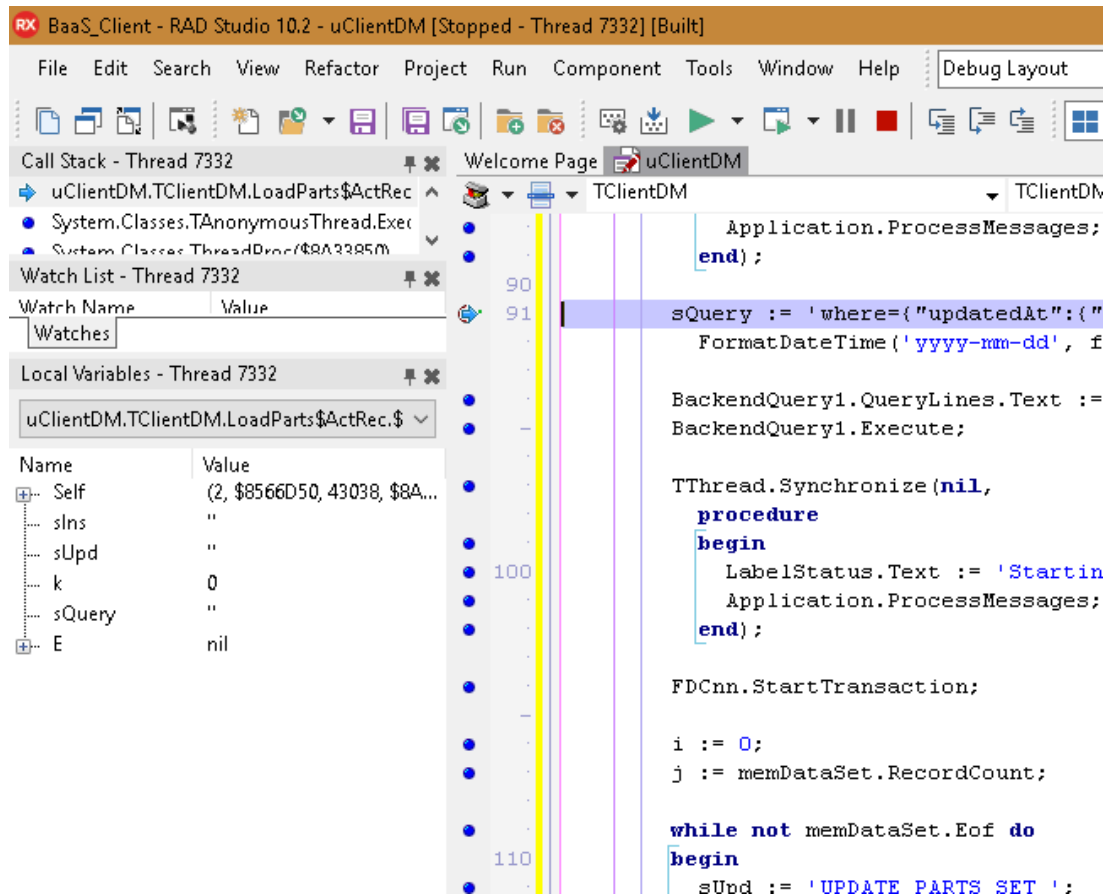 RX BaaS_Client - RAD Studio 10.2 - uClientDM [Stopped - Thread 7332] [Built]
File Edit Search View Refactor Project Run Component Tools Window Help Debug Layout
Call Stack - Thread 7332
uClientDM.TClientDM.LoadParts$ActRec
System.Classes.TAnonymousThread.Exec
System.Classes.ThreadProc($8A33850)
Watch List - Thread 7332
Watch Name Value
Watches
Local Variables - Thread 7332
uClientDM.TClientDM.LoadParts$ActRec.$
Name Value
Self (2, $8566D50, 43038, $8A...
sIns ''
sUpd ''
k 0
sQuery ''
E nil
Welcome Page uClientDM
TClientDM TClientDM
Application.ProcessMessages;
end);
90
91 sQuery := 'where={"updatedAt":{"
FormatDateTime('yyyy-mm-dd', f
BackendQuery1.QueryLines.Text :=
BackendQuery1.Execute;
TThread.Synchronize(nil,
procedure
begin
100 LabelStatus.Text := 'Startin
Application.ProcessMessages;
end);
FDCnn.StartTransaction;
i := 0;
j := memDataSet.RecordCount;
while not memDataSet.Eof do
110 begin
sUpd := 'UPDATE PARTS SET ';